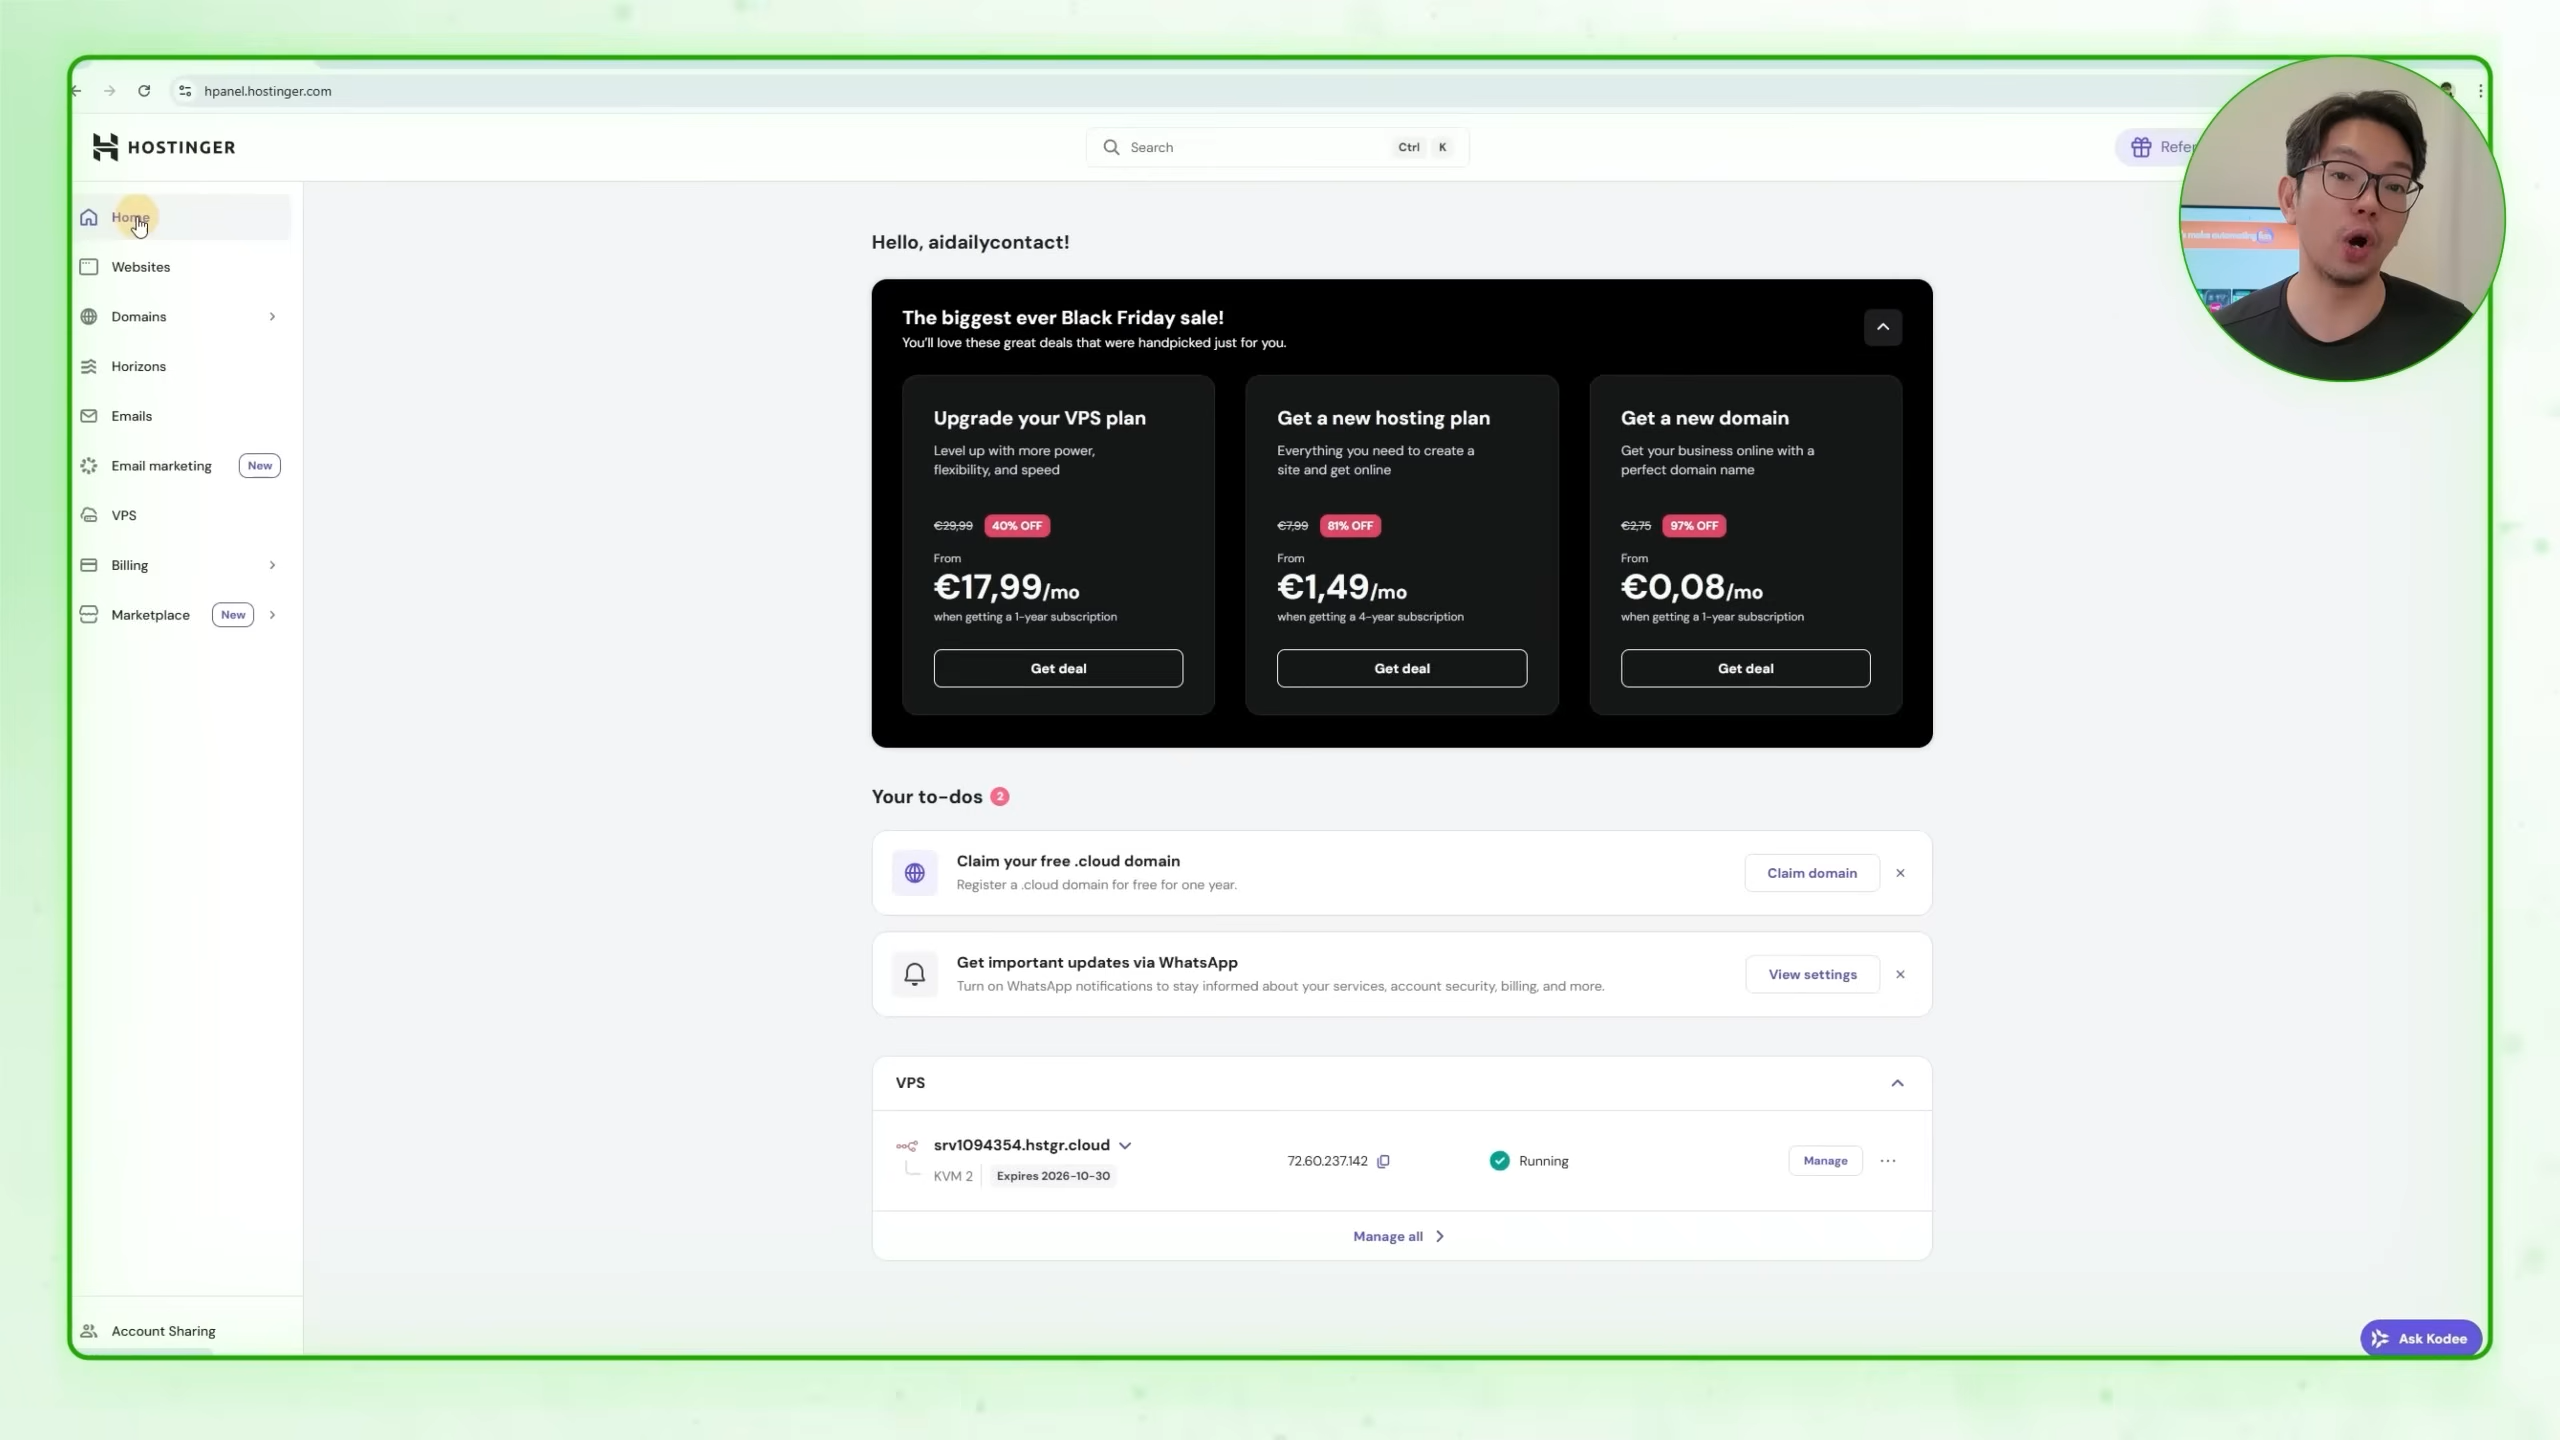 hpanel.hostinger.com
HOSTINGER
Search
Ctrl K
Refer
Home
Websites
Domains
Horizons
Emails
Email marketing New
VPS
Billing
Marketplace New
Account Sharing
Hello, aidailycontact!
The biggest ever Black Friday sale!
You'll love these great deals that were handpicked just for you.
Upgrade your VPS plan
Level up with more power,
flexibility, and speed
€29,99 40% OFF
From
€17,99/mo
when getting a 1-year subscription
Get deal
Get a new hosting plan
Everything you need to create a
site and get online
€7,99 81% OFF
From
€1,49/mo
when getting a 4-year subscription
Get deal
Get a new domain
Get your business online with a
perfect domain name
€2,75 97% OFF
From
€0,08/mo
when getting a 1-year subscription
Get deal
Your to-dos 2
Claim your free .cloud domain
Register a .cloud domain for free for one year.
Claim domain
Get important updates via WhatsApp
Turn on WhatsApp notifications to stay informed about your services, account security, billing, and more.
View settings
VPS
srv1094354.hstgr.cloud
KVM 2
Expires 2026-10-30
72.60.237.142
Running
Manage
Manage all
Ask Kodee